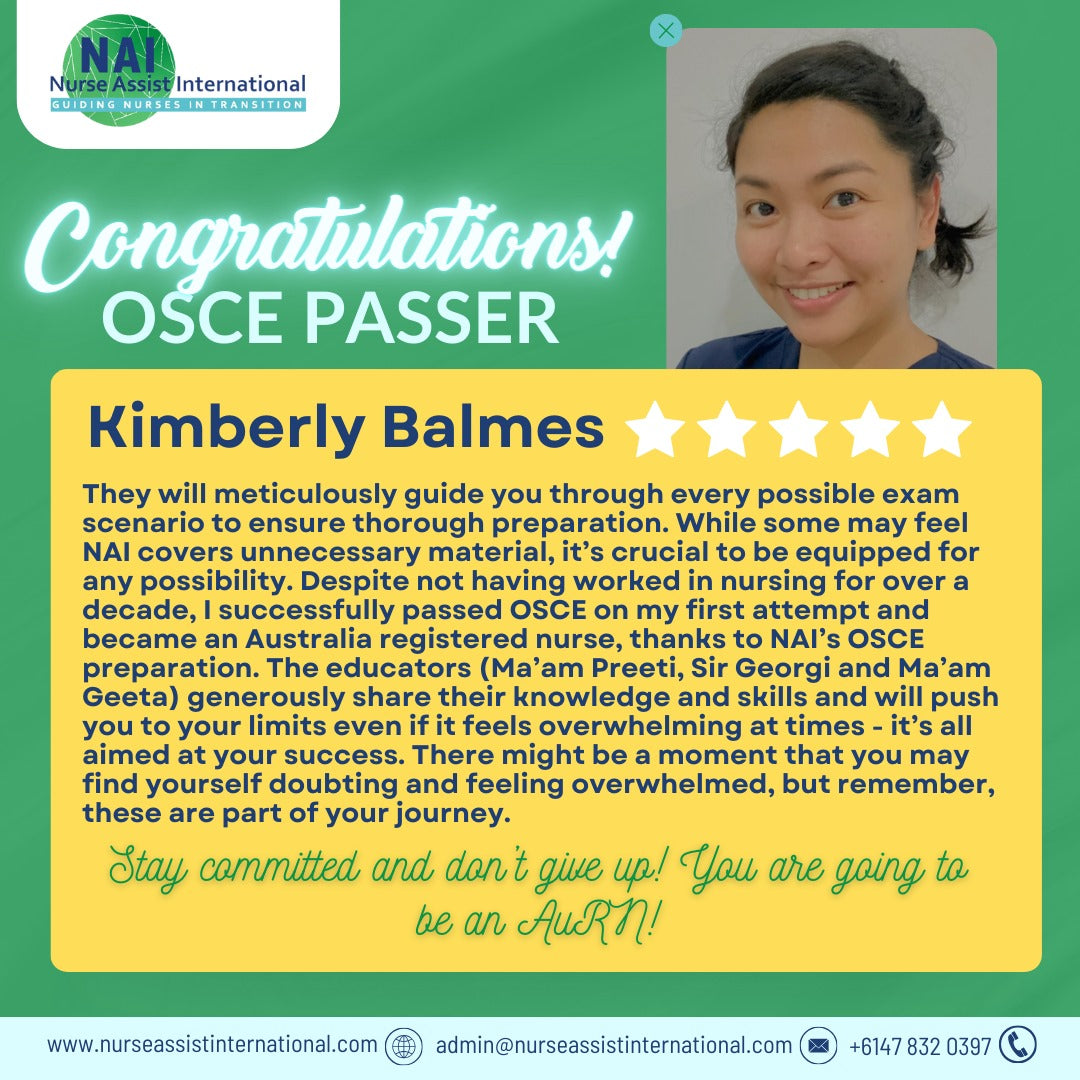 NAI
Nurse Assist International
GUIDING NURSES IN TRANSITION
Congratulations!
OSCE PASSER
Kimberly Balmes
They will meticulously guide you through every possible exam
scenario to ensure thorough preparation. While some may feel
NAI covers unnecessary material, it’s crucial to be equipped for
any possibility. Despite not having worked in nursing for over a
decade, I successfully passed OSCE on my first attempt and
became an Australia registered nurse, thanks to NAI’s OSCE
preparation. The educators (Ma’am Preeti, Sir Georgi and Ma’am
Geeta) generously share their knowledge and skills and will push
you to your limits even if it feels overwhelming at times - it’s all
aimed at your success. There might be a moment that you may
find yourself doubting and feeling overwhelmed, but remember,
these are part of your journey.
Stay committed and don't give up! You are going to
be an AuRN!
www.nurseassistinternational.com admin@nurseassistinternational.com +6147 832 0397